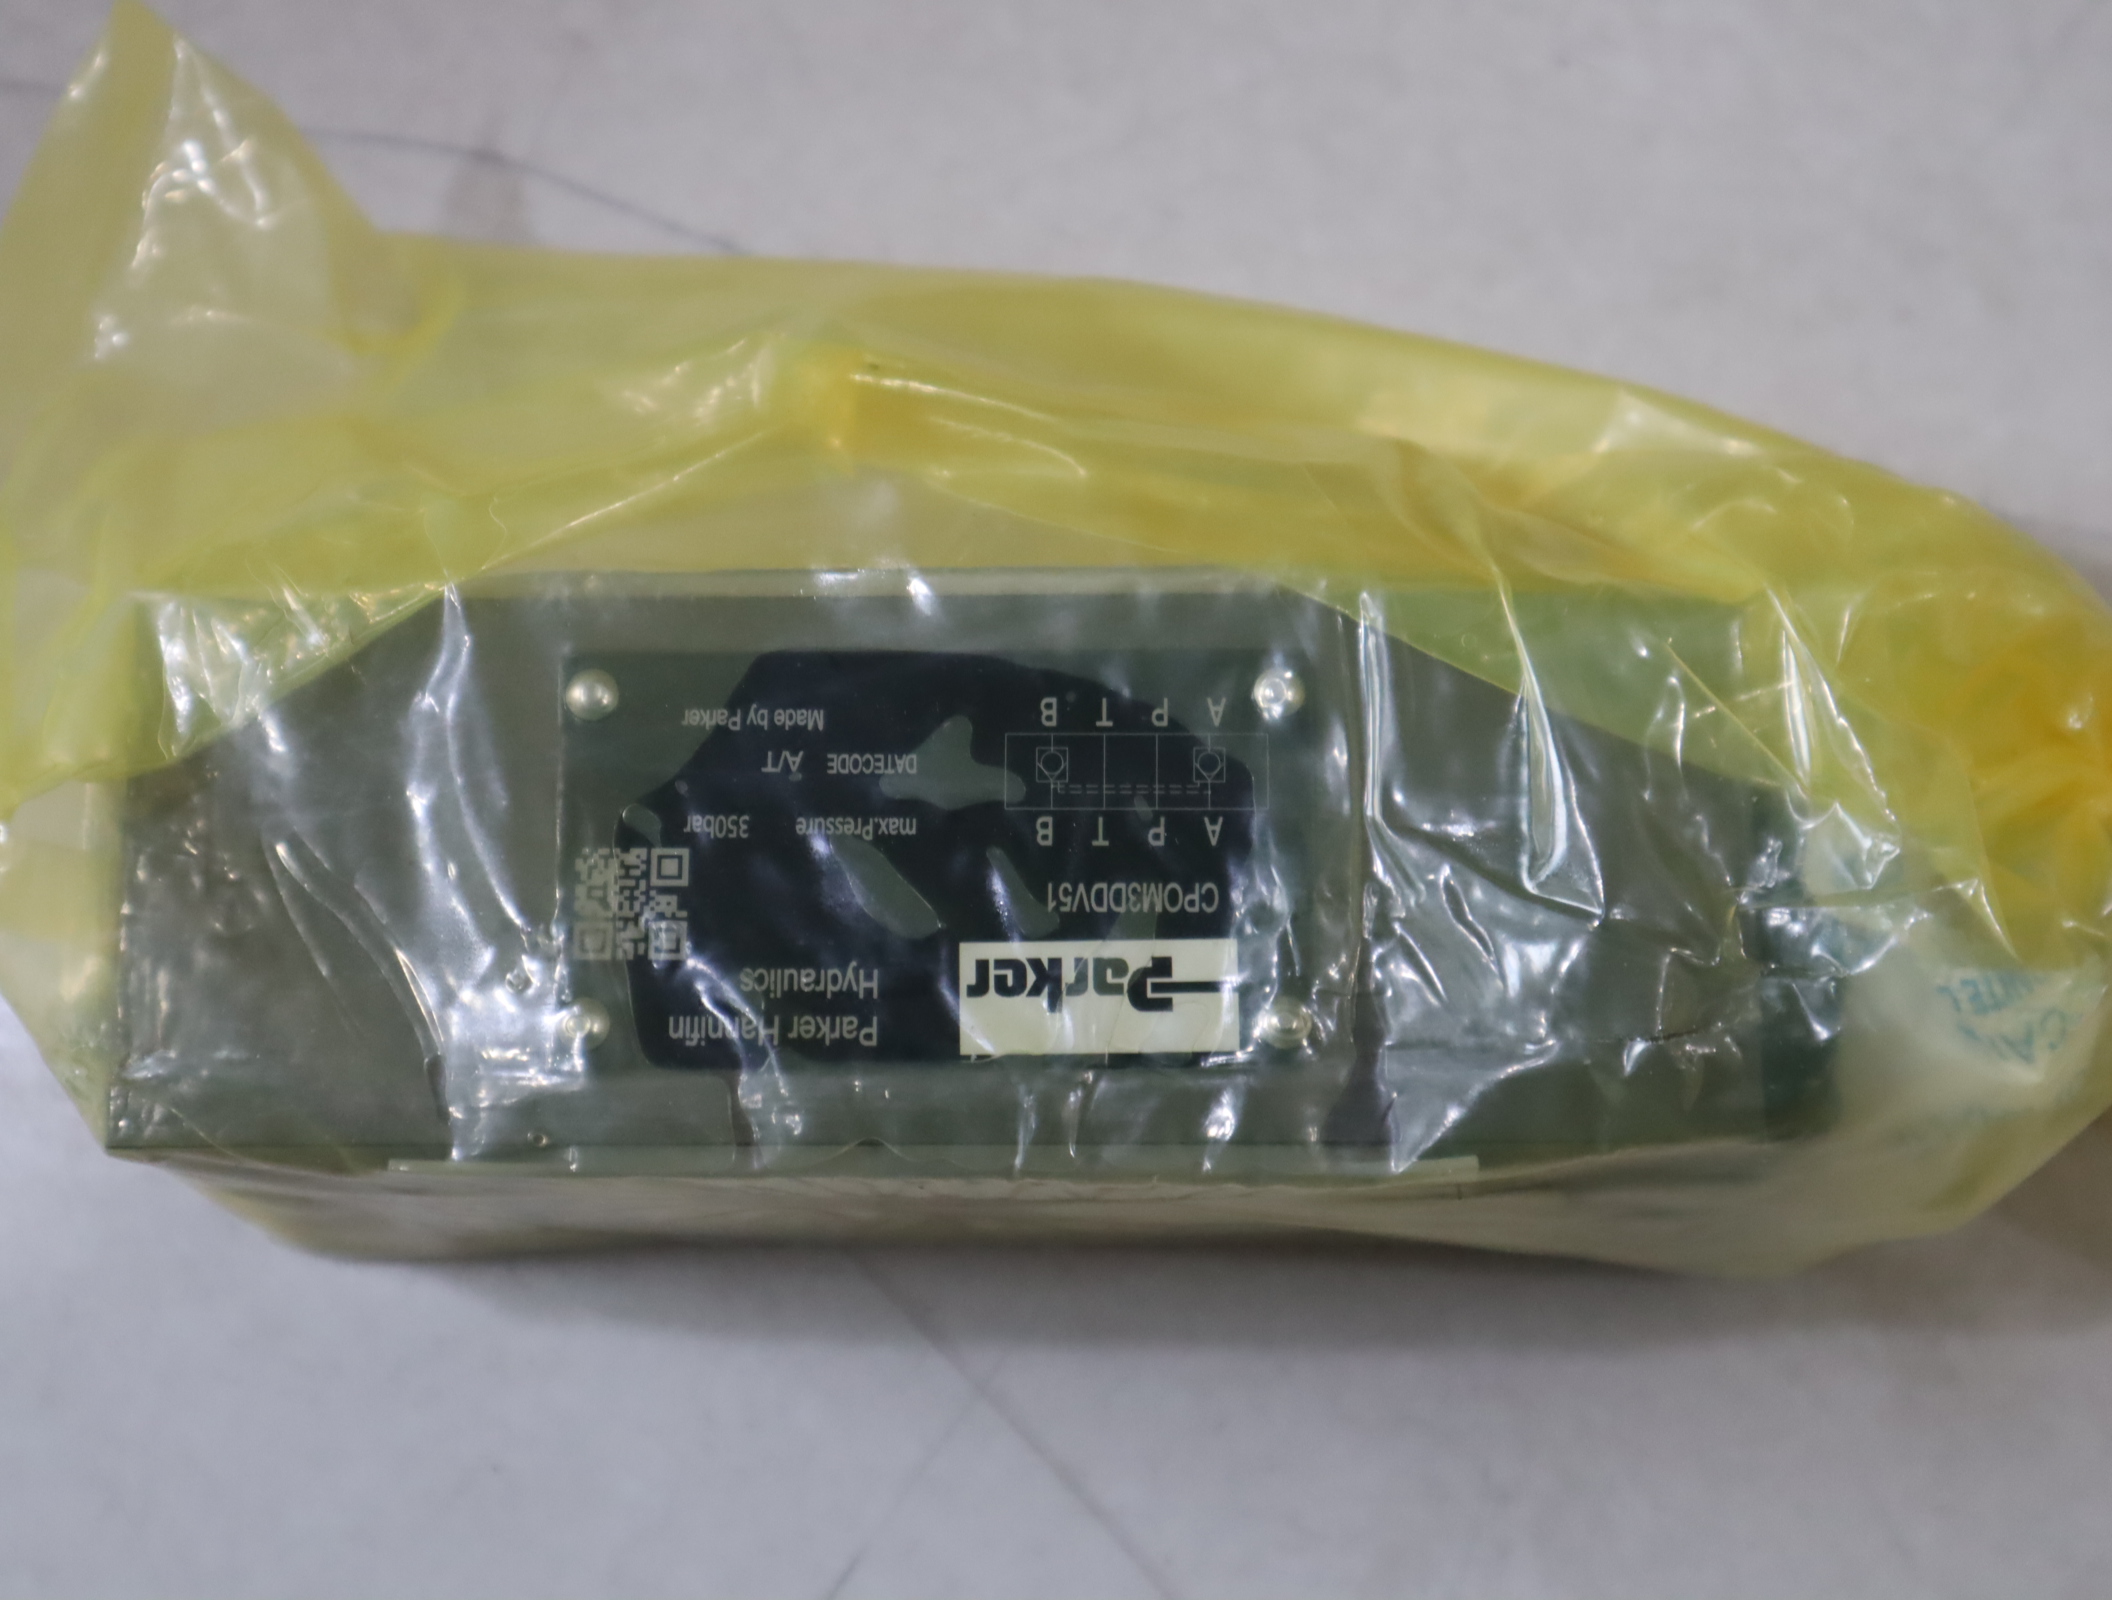 Parker
Parker Hannifin
Hydraulics
CPOM3DDV51
A P T B
max.Pressure 350bar
DATECODE A/T
A P T B
Made by Parker